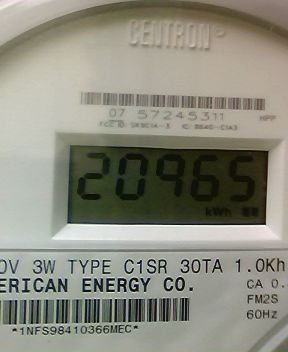 CENTRON
07 57245311 HPP
20965
kWh
0V 3W TYPE C1SR 30TA 1.0Kh
ERICAN ENERGY CO. CA 0.
FM2S
*1NFS98410366MEC* 60Hz